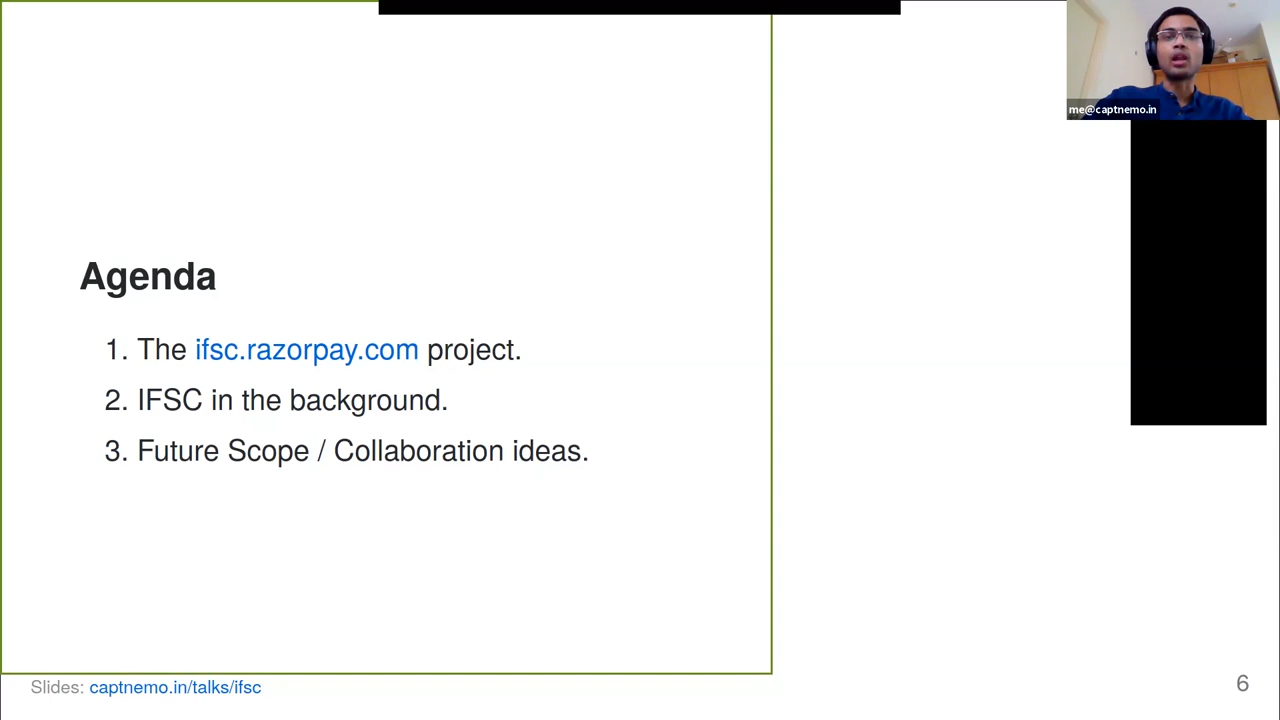 me@captnemo.in
Agenda
1. The ifsc.razorpay.com project.
2. IFSC in the background.
3. Future Scope / Collaboration ideas.
Slides: captnemo.in/talks/ifsc
6